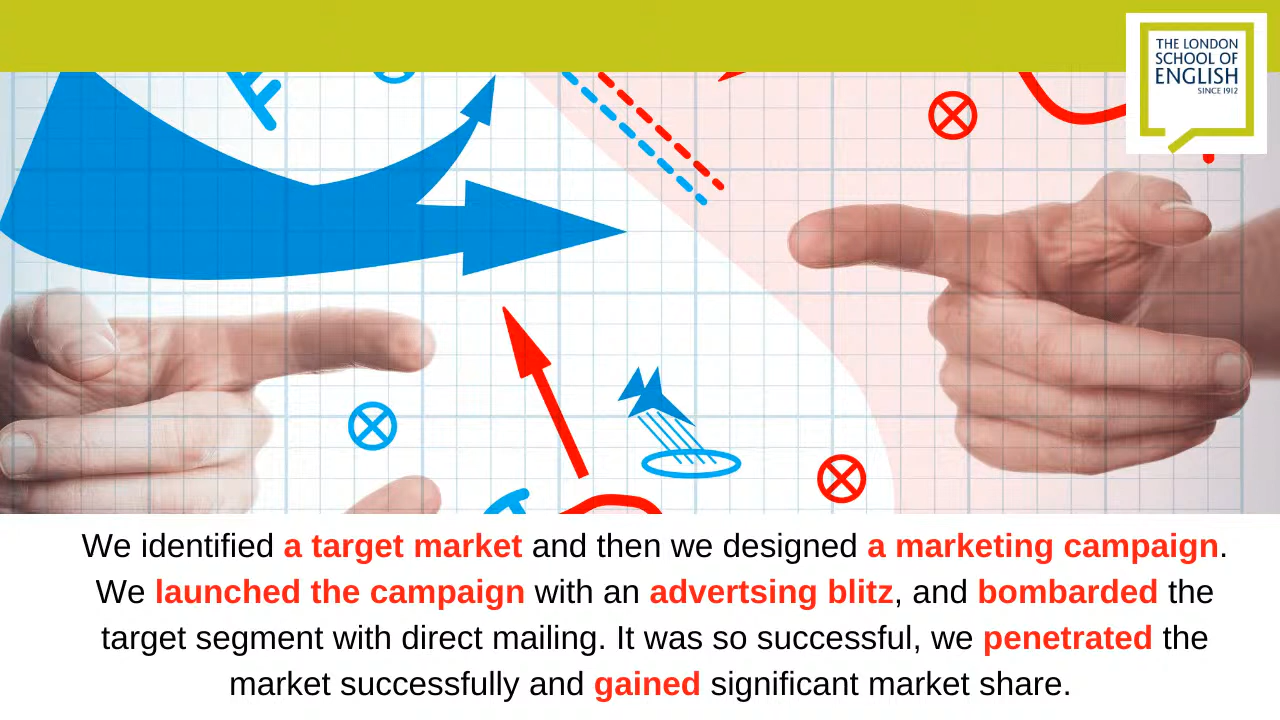 THE LONDON
SCHOOL OF
ENGLISH
SINCE 1912
We identified a target market and then we designed a marketing campaign.
We launched the campaign with an advertsing blitz, and bombarded the
target segment with direct mailing. It was so successful, we penetrated the
market successfully and gained significant market share.